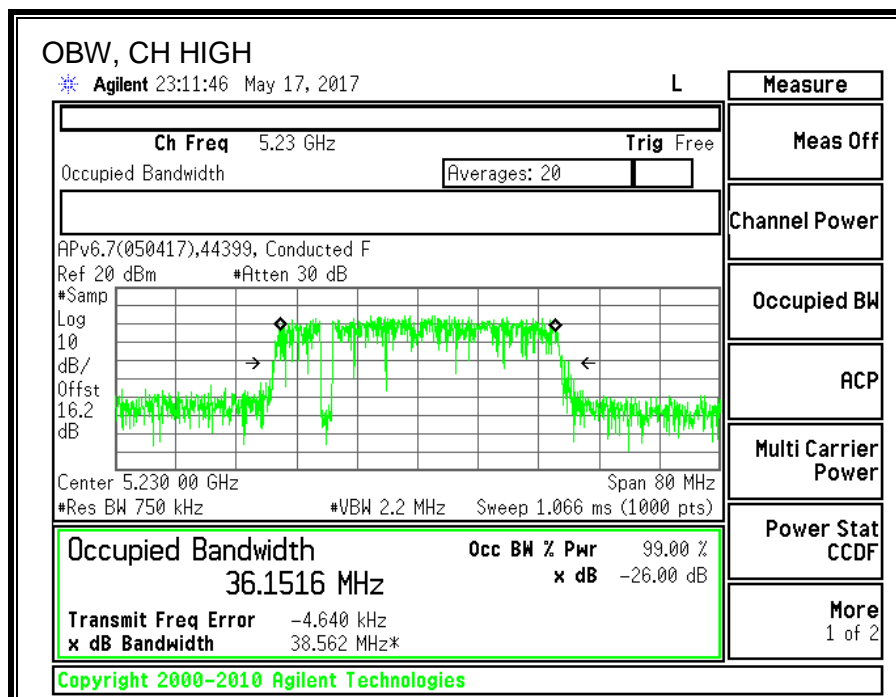 OBW, CH HIGH
Agilent 23:11:46 May 17, 2017 L Measure
Ch Freq 5.23 GHz Trig Free
Meas Off
Occupied Bandwidth Averages: 20
Channel Power
APv6.7(050417),44399, Conducted F
Ref 20 dBm #Atten 30 dB
#Samp
Log
10
dB/
Offst
16.2
dB
Occupied BW
ACP
Multi Carrier
Power
Center 5.230 00 GHz Span 80 MHz
#Res BW 750 kHz #VBW 2.2 MHz Sweep 1.066 ms (1000 pts)
Power Stat
CCDF
Occupied Bandwidth Occ BW % Pwr 99.00 %
36.1516 MHz x dB -26.00 dB
Transmit Freq Error -4.640 kHz
x dB Bandwidth 38.562 MHz*
More
1 of 2
Copyright 2000-2010 Agilent Technologies